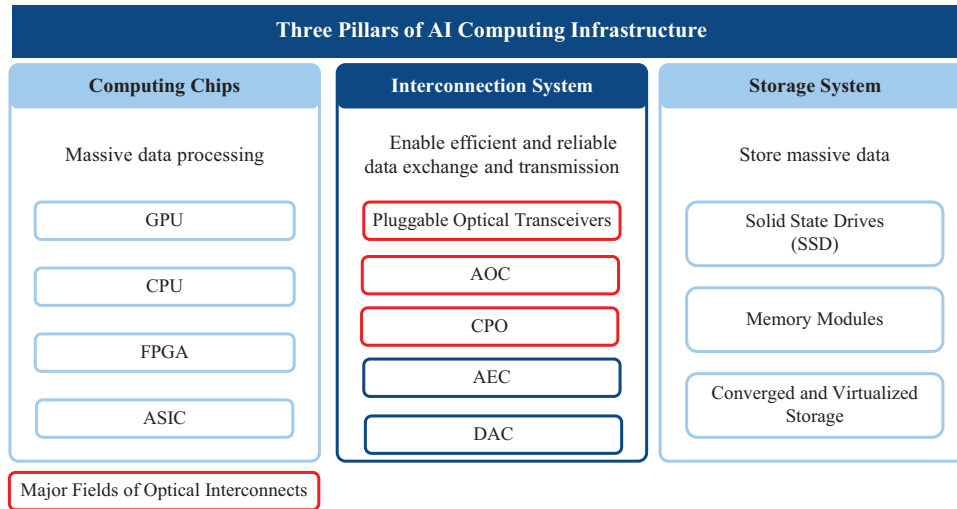 Three Pillars of AI Computing Infrastructure
Computing Chips
Massive data processing
GPU
CPU
FPGA
ASIC
Interconnection System
Enable efficient and reliable
data exchange and transmission
Pluggable Optical Transceivers
AOC
CPO
AEC
DAC
Storage System
Store massive data
Solid State Drives
(SSD)
Memory Modules
Converged and Virtualized
Storage
Major Fields of Optical Interconnects